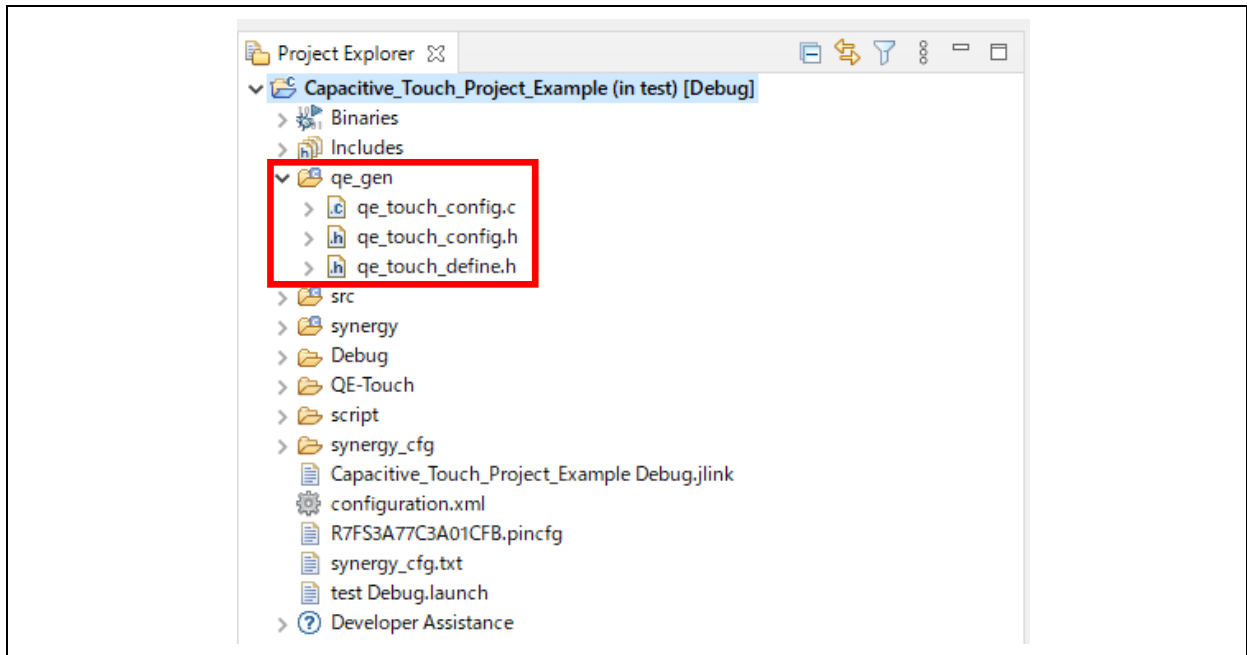 Project Explorer
Capacitive_Touch_Project_Example (in test) [Debug]
Binaries
Includes
qe_gen
qe_touch_config.c
qe_touch_config.h
qe_touch_define.h
src
synergy
Debug
QE-Touch
script
synergy_cfg
Capacitive_Touch_Project_Example Debug.jlink
configuration.xml
R7FS3A77C3A01CFB.pincfg
synergy_cfg.txt
test Debug.launch
Developer Assistance